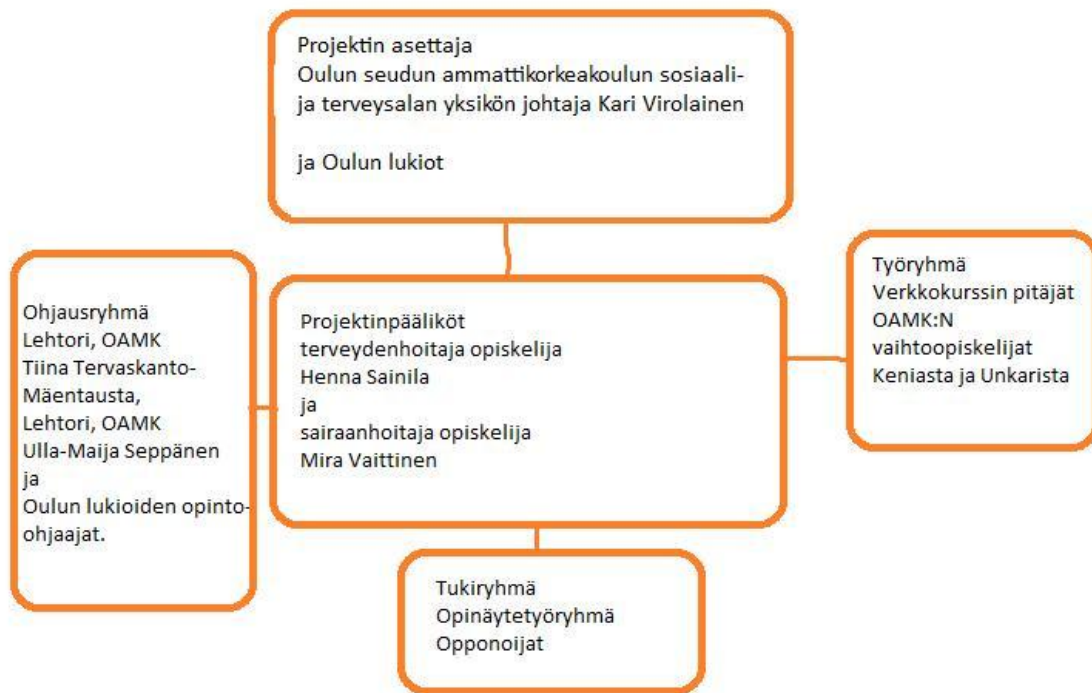 Projektin asettaja
Oulun seudun ammattikorkeakoulun sosiaali-
ja terveysalan yksikön johtaja Kari Virolainen
ja Oulun lukiot
Ohjausryhmä
Lehtori, OAMK
Tiina Tervaskanto-
Mäentausta,
Lehtori, OAMK
Ulla-Maija Seppänen
ja
Oulun lukioiden opinto-
ohjaajat.
Projektinpääliköt
terveydenhoitaja opiskelija
Henna Sainila
ja
sairaanhoitaja opiskelija
Mira Vaittinen
Työryhmä
Verkkokurssin pitäjät
OAMK:N
vaihtoopiskelijat
Keniasta ja Unkarista
Tukiryhmä
Opinäytetyöryhmä
Opponoijat